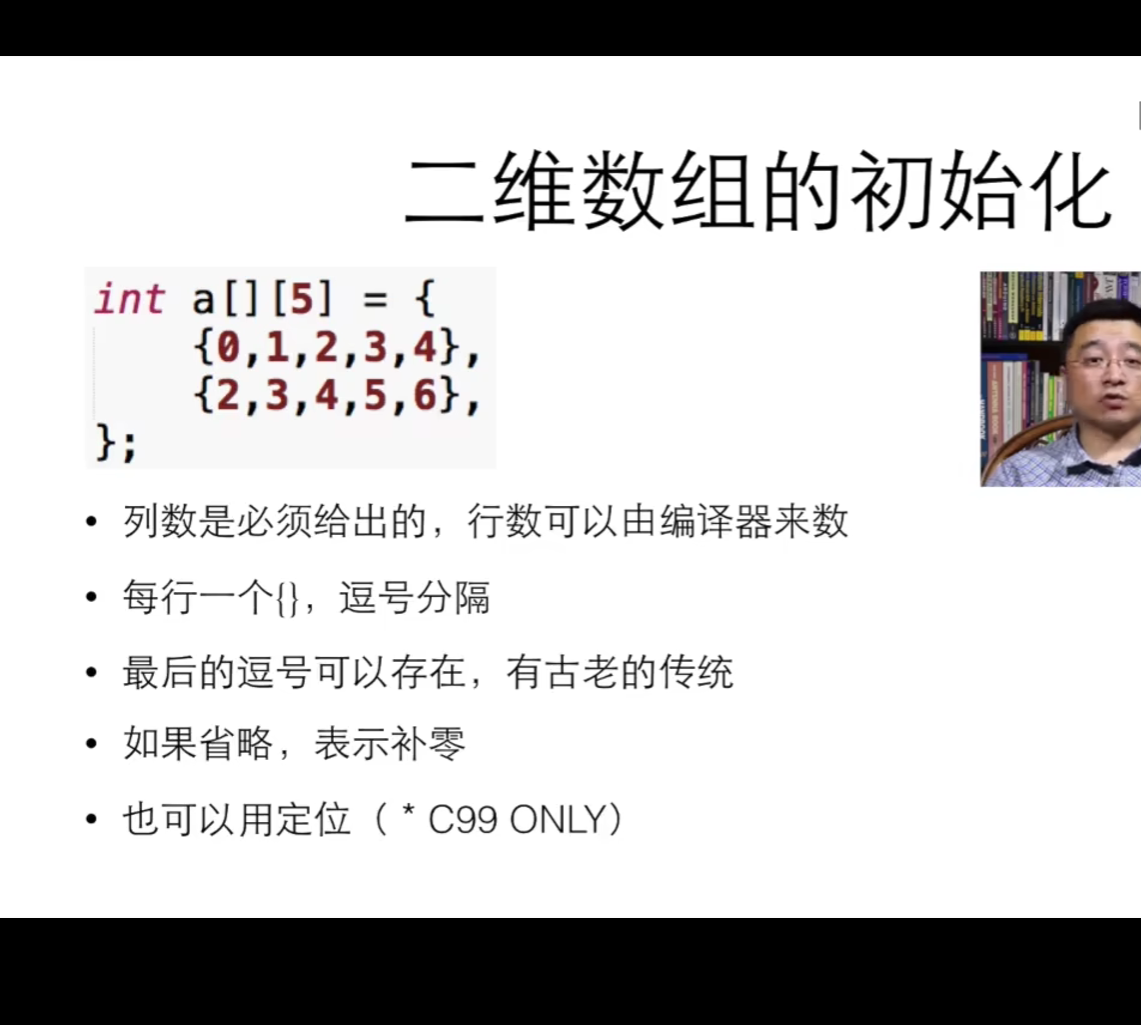 二维数组的初始化
int a[][5] = {
{0,1,2,3,4},
{2,3,4,5,6},
};
• 列数是必须给出的，行数可以由编译器来数
• 每行一个{}，逗号分隔
• 最后的逗号可以存在，有古老的传统
• 如果省略，表示补零
• 也可以用定位（ * C99 ONLY）